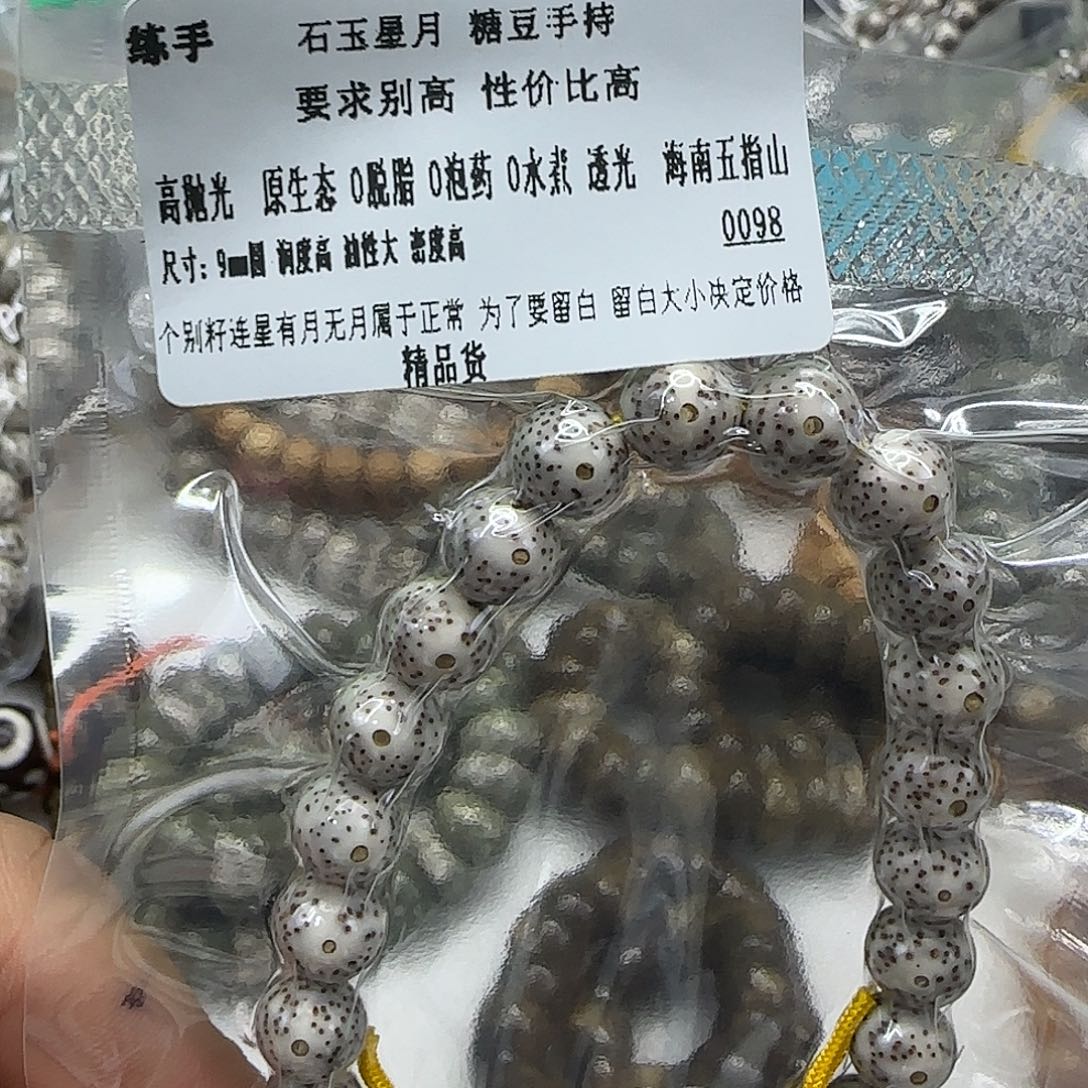 练手 石玉星月 糖豆手持
要求别高 性价比高
高抛光 原生态 0脱脂 0泡药 0水煮 透光 海南五指山
尺寸：9mm圆 润度高 油性大 密度高 0098
个别籽连星有月无月属于正常 为了要留白 留白大小决定价格
精品货